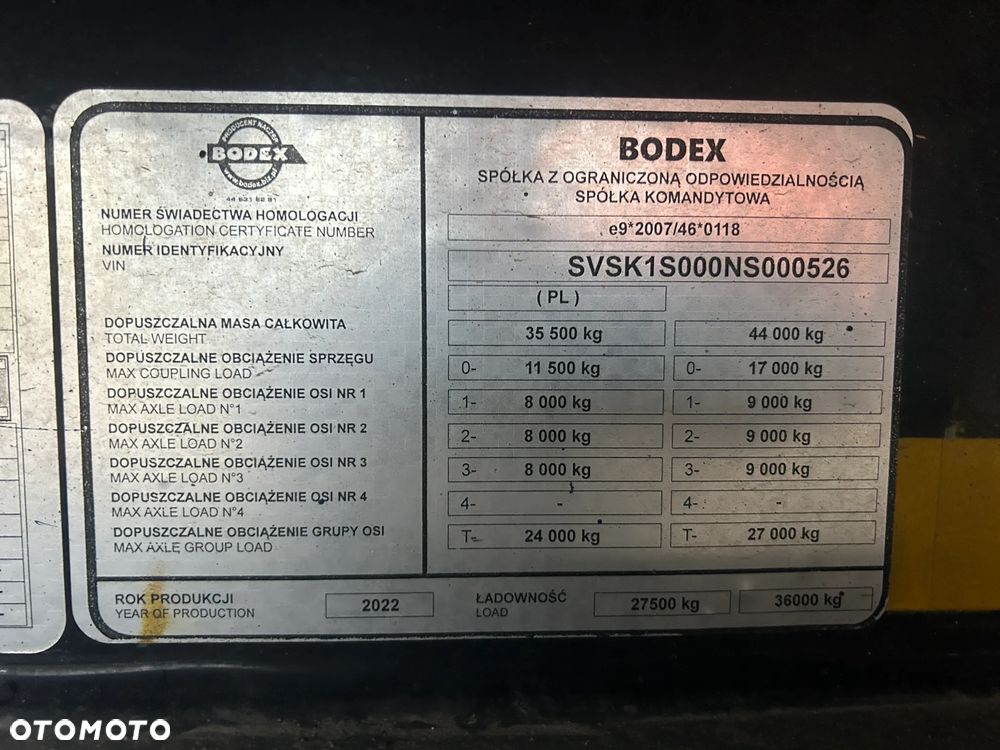 PRODUCENT NACZEP
BODEX
www.bodex.biz.pl
BODEX
SPÓŁKA Z OGRANICZONĄ ODPOWIEDZIALNOŚCIĄ
SPÓŁKA KOMANDYTOWA
NUMER ŚWIADECTWA HOMOLOGACJI
HOMOLOGATION CERTYFICATE NUMBER
e9*2007/46*0118
NUMER IDENTYFIKACYJNY
VIN
SVSK1S000NS000526
(PL)
DOPUSZCZALNA MASA CAŁKOWITA
TOTAL WEIGHT
35 500 kg 44 000 kg
DOPUSZCZALNE OBCIĄŻENIE SPRZĘGU
MAX COUPLING LOAD
0- 11 500 kg 0- 17 000 kg
DOPUSZCZALNE OBCIĄŻENIE OSI NR 1
MAX AXLE LOAD N°1
1- 8 000 kg 1- 9 000 kg
DOPUSZCZALNE OBCIĄŻENIE OSI NR 2
MAX AXLE LOAD N°2
2- 8 000 kg 2- 9 000 kg
DOPUSZCZALNE OBCIĄŻENIE OSI NR 3
MAX AXLE LOAD N°3
3- 8 000 kg 3- 9 000 kg
DOPUSZCZALNE OBCIĄŻENIE OSI NR 4
MAX AXLE LOAD N°4
4- - 4- -
DOPUSZCZALNE OBCIĄŻENIE GRUPY OSI
MAX AXLE GROUP LOAD
T- 24 000 kg T- 27 000 kg
ROK PRODUKCJI
YEAR OF PRODUCTION
2022
ŁADOWNOŚĆ
LOAD
27500 kg 36000 kg
OTOMOTO